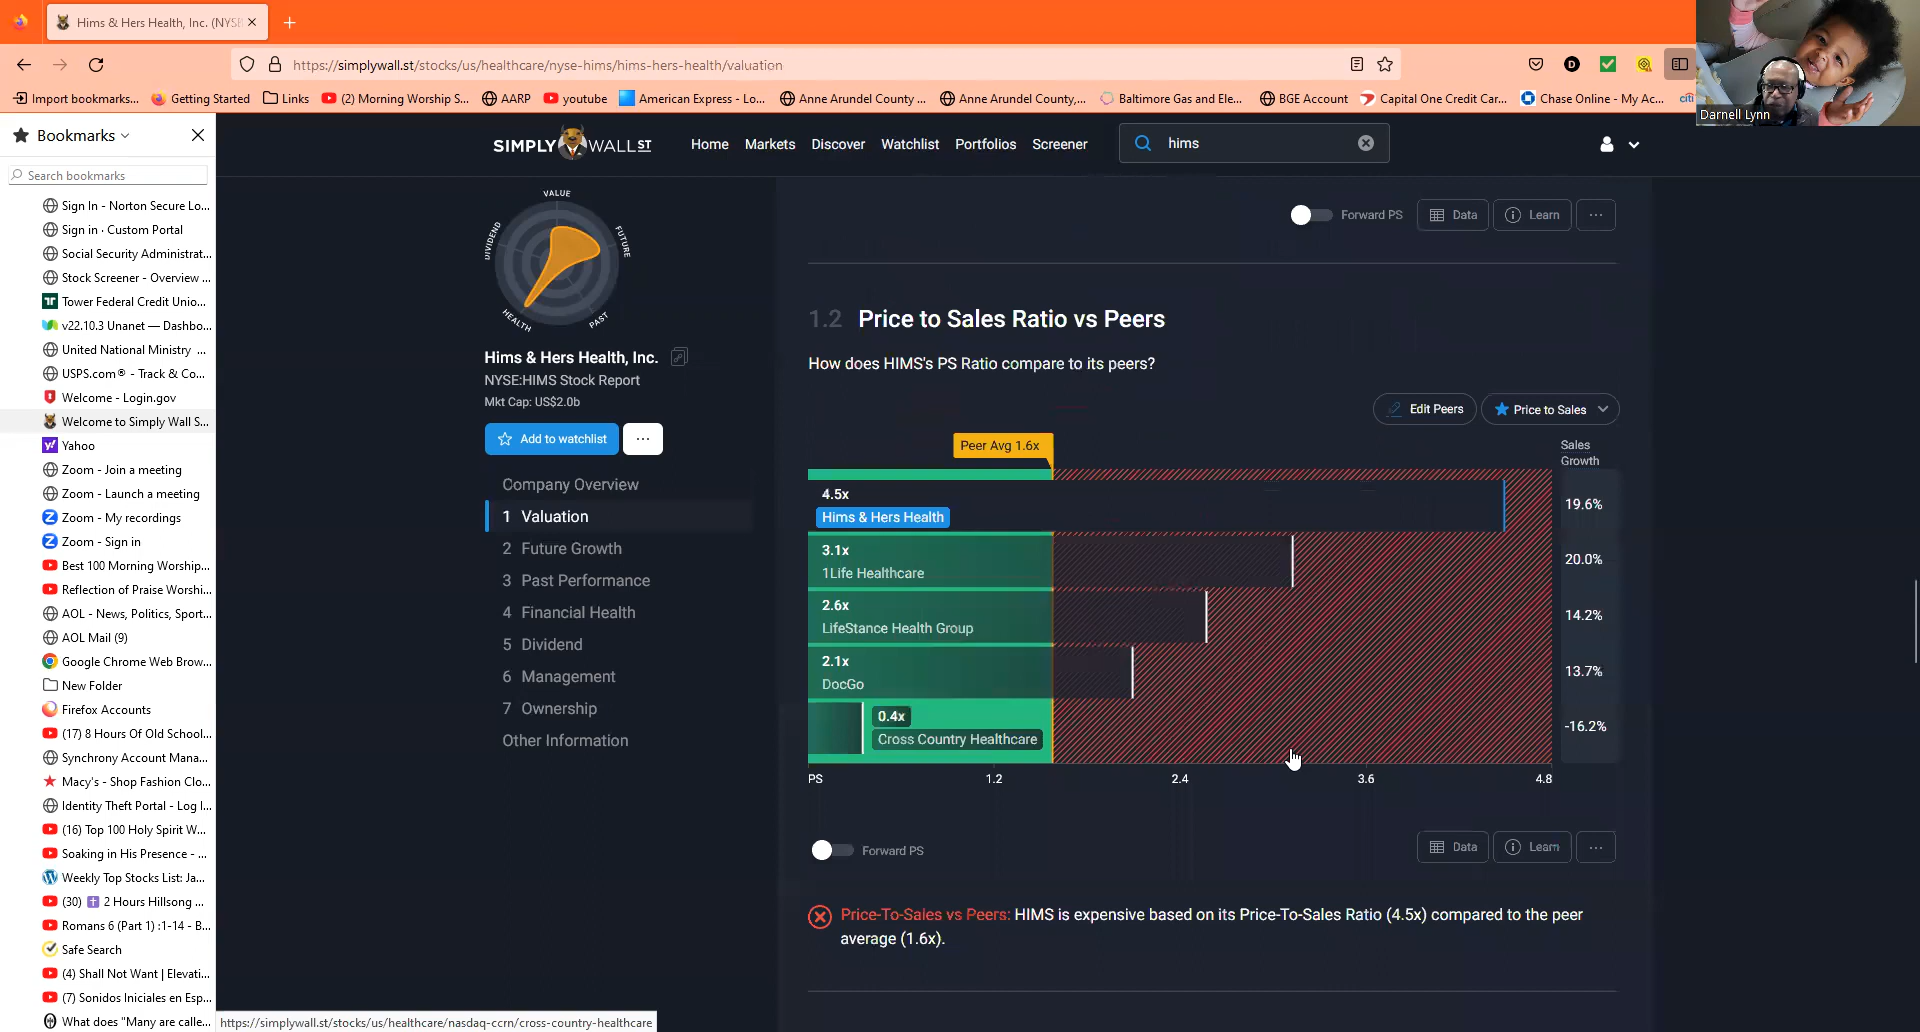 Hims & Hers Health, Inc. (NYSE
https://simplywall.st/stocks/us/healthcare/nyse-hims/hims-hers-health/valuation
Import bookmarks...
Getting Started
Links
(2) Morning Worship S...
AARP
youtube
American Express - Lo...
Anne Arundel County ...
Anne Arundel County,...
Baltimore Gas and Ele...
BGE Account
Capital One Credit Car...
Chase Online - My Ac...
citi
Darnell Lynn
Bookmarks
Search bookmarks
Sign In - Norton Secure Lo...
Sign in · Custom Portal
Social Security Administrat...
Stock Screener - Overview ...
Tower Federal Credit Unio...
v22.10.3 Unanet — Dashbo...
United National Ministry ...
USPS.com® - Track & Co...
Welcome - Login.gov
Welcome to Simply Wall S...
Yahoo
Zoom - Join a meeting
Zoom - Launch a meeting
Zoom - My recordings
Zoom - Sign in
Best 100 Morning Worship...
Reflection of Praise Worshi...
AOL - News, Politics, Sport...
AOL Mail (9)
Google Chrome Web Brow...
New Folder
Firefox Accounts
(17) 8 Hours Of Old School...
Synchrony Account Mana...
Macy's - Shop Fashion Clo...
Identity Theft Portal - Log I...
(16) Top 100 Holy Spirit W...
Soaking in His Presence - ...
Weekly Top Stocks List: Ja...
(30) ✝ 2 Hours Hillsong ...
Romans 6 (Part 1) :1-14 - B...
Safe Search
(4) Shall Not Want | Elevati...
(7) Sonidos Iniciales en Esp...
What does "Many are calle...
SIMPLY WALL ST
Home
Markets
Discover
Watchlist
Portfolios
Screener
hims
VALUE
FUTURE
PAST
HEALTH
DIVIDEND
Hims & Hers Health, Inc.
NYSE:HIMS Stock Report
Mkt Cap: US$2.0b
Add to watchlist
...
Company Overview
1 Valuation
2 Future Growth
3 Past Performance
4 Financial Health
5 Dividend
6 Management
7 Ownership
Other Information
Forward PS
Data
Learn
...
1.2 Price to Sales Ratio vs Peers
How does HIMS's PS Ratio compare to its peers?
Edit Peers
Price to Sales
Peer Avg 1.6x
Sales
Growth
4.5x
Hims & Hers Health
19.6%
3.1x
1Life Healthcare
20.0%
2.6x
LifeStance Health Group
14.2%
2.1x
DocGo
13.7%
0.4x
Cross Country Healthcare
-16.2%
PS 1.2 2.4 3.6 4.8
Forward PS
Data
Learn
...
Price-To-Sales vs Peers: HIMS is expensive based on its Price-To-Sales Ratio (4.5x) compared to the peer
average (1.6x).
https://simplywall.st/stocks/us/healthcare/nasdaq-ccrn/cross-country-healthcare